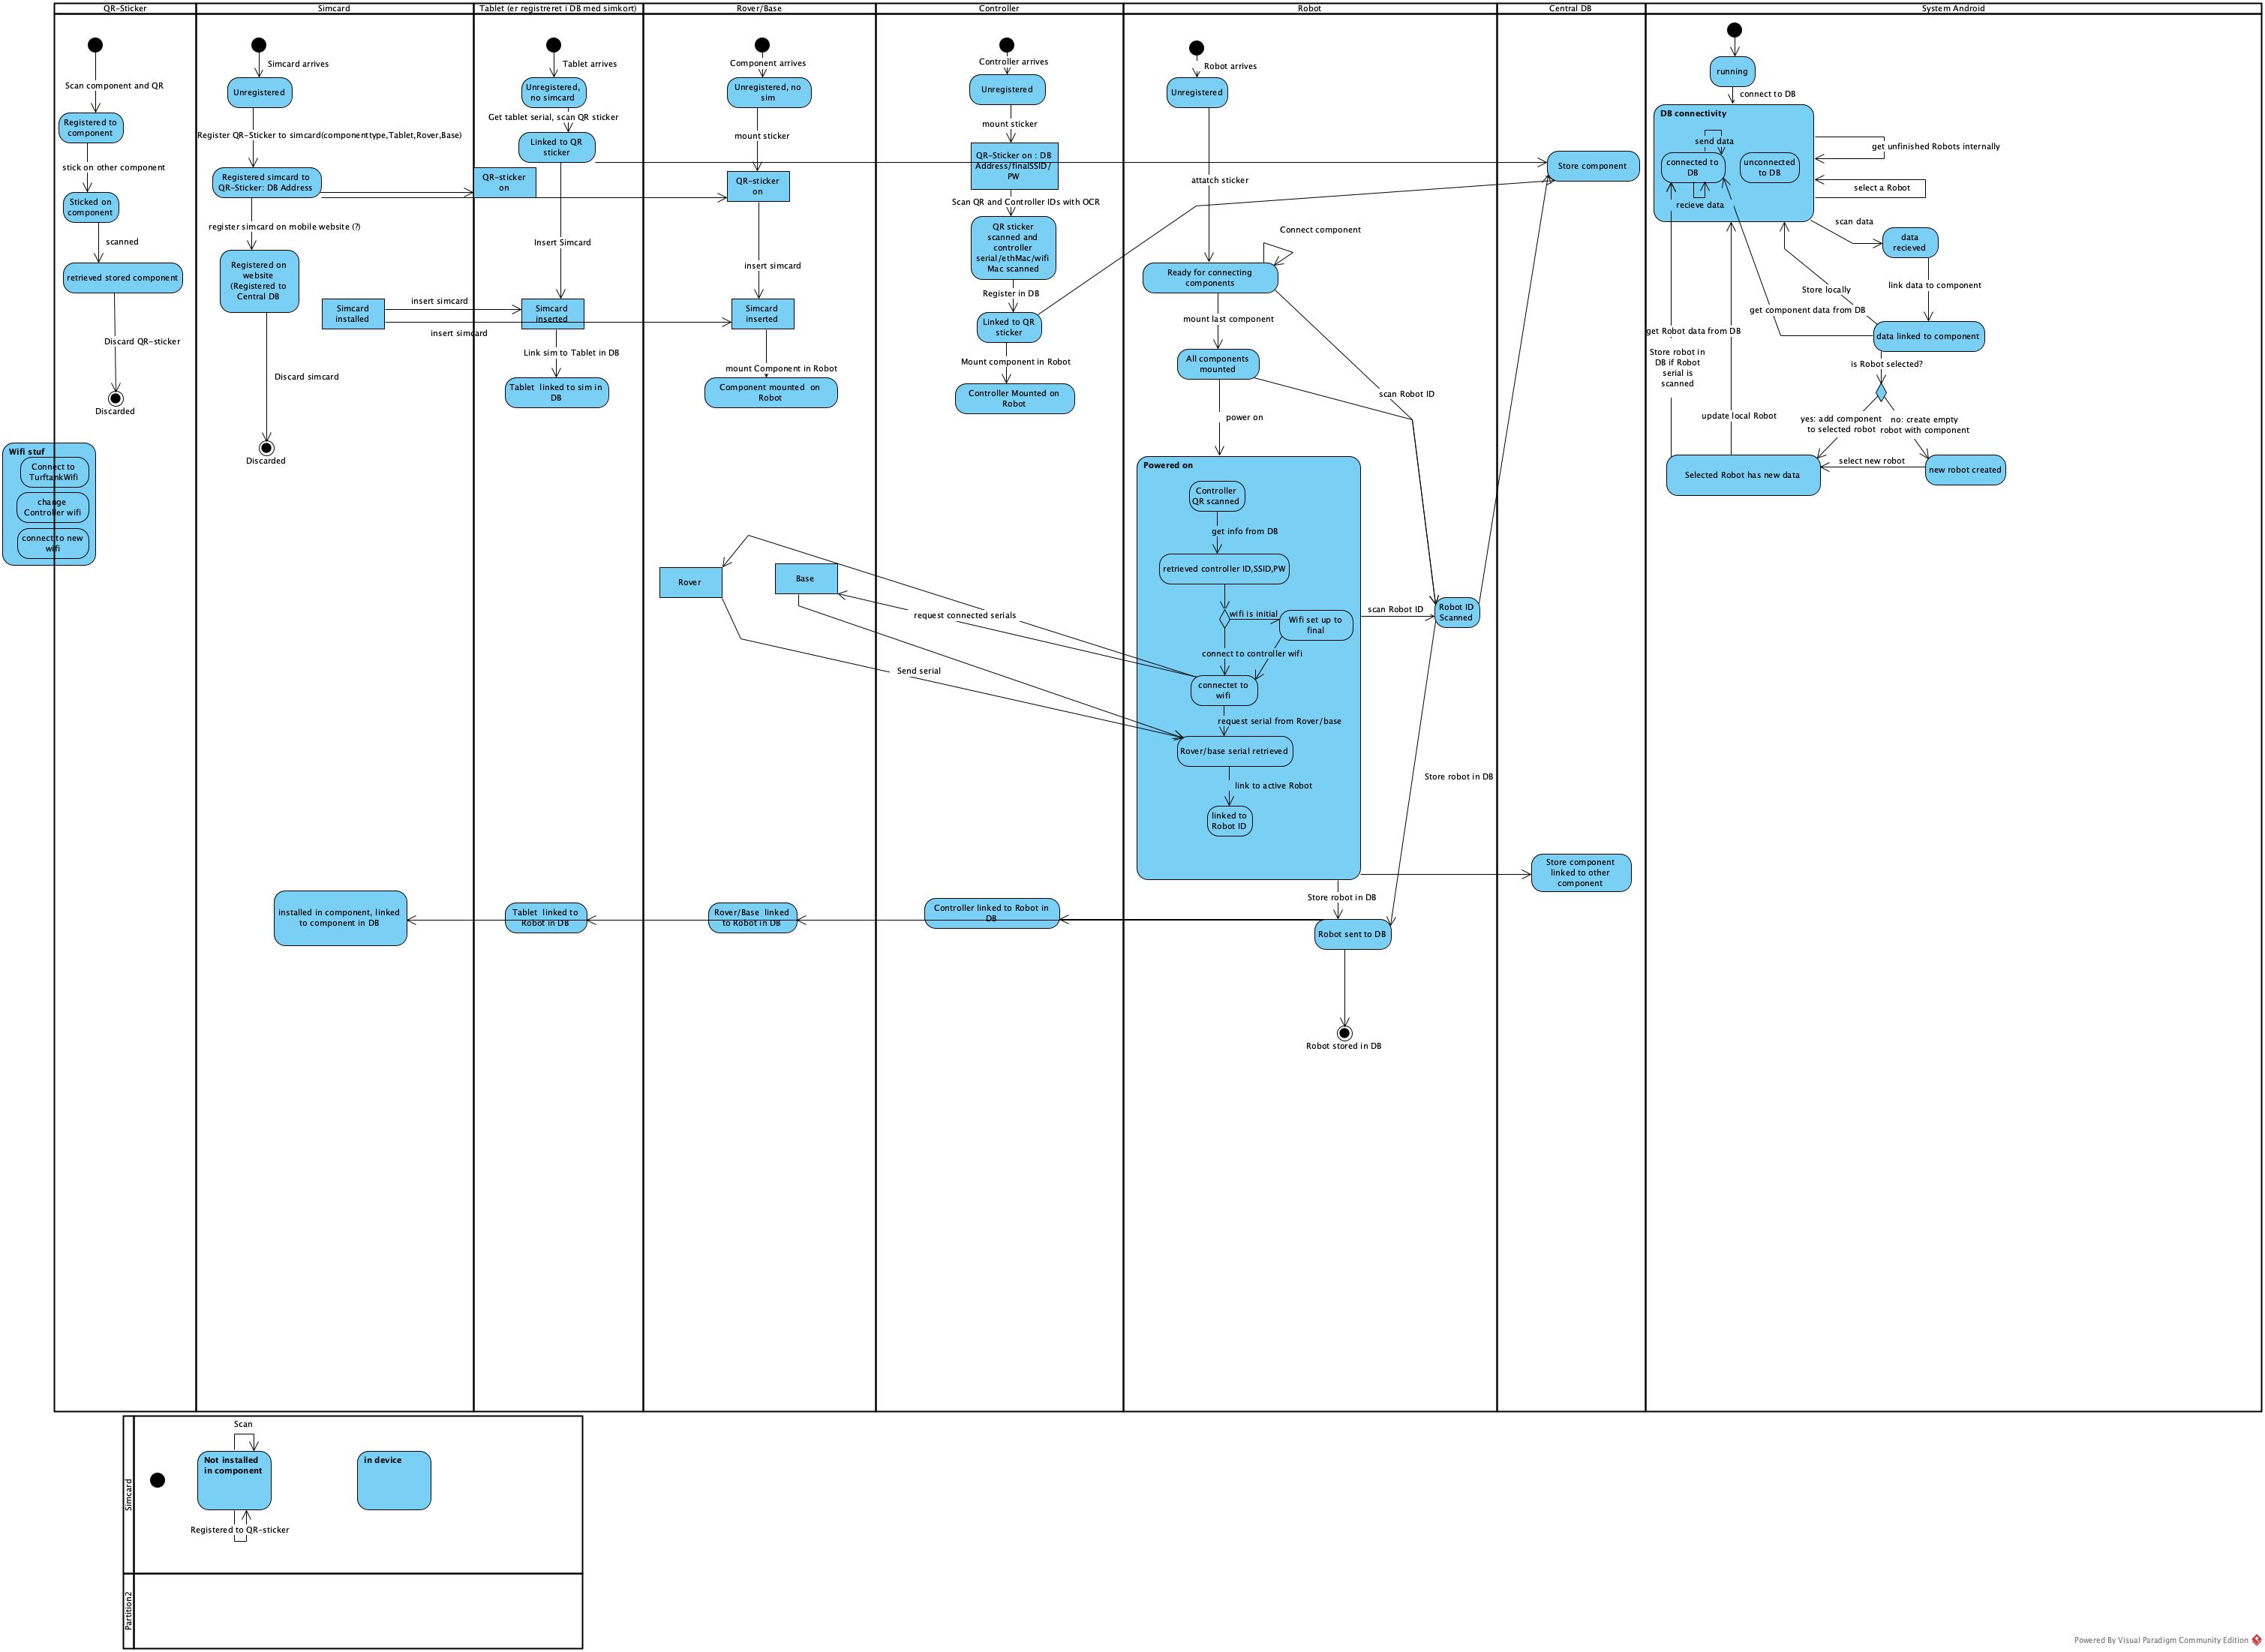 QR-Sticker
Simcard
Tablet (er registreret i DB med simkort)
Rover/Base
Controller
Robot
Central DB
System Android
Scan component and QR
Registered to
component
stick on other component
Sticked on
component
scanned
retrieved stored component
Discard QR-sticker
Discarded
Wifi stuf
Connect to
TurftankWifi
change
Controller wifi
connect to new
wifi
Simcard arrives
Unregistered
Register QR-Sticker to simcard(componenttype,Tablet,Rover,Base)
Registered simcard to
QR-Sticker: DB Address
register simcard on mobile website (?)
Registered on
website
(Registered to
Central DB
Simcard
installed
insert simcard
insert simcard
Discard simcard
Discarded
installed in component, linked
to component in DB
Tablet arrives
Unregistered,
no simcard
Get tablet serial, scan QR sticker
Linked to QR
sticker
QR-sticker
on
Insert Simcard
Simcard
inserted
Link sim to Tablet in DB
Tablet linked to sim in
DB
Tablet linked to
Robot in DB
Component arrives
Unregistered, no
sim
mount sticker
QR-sticker
on
insert simcard
Simcard
inserted
mount Component in Robot
Component mounted on
Robot
Rover
Base
Rover/Base linked
to Robot in DB
Controller arrives
Unregistered
mount sticker
QR-Sticker on : DB
Address/finalSSID/
PW
Scan QR and Controller IDs with OCR
QR sticker
scanned and
controller
serial/ethMac/wifi
Mac scanned
Register in DB
Linked to QR
sticker
Mount component in Robot
Controller Mounted on
Robot
request connected serials
Send serial
Controller linked to Robot in
DB
Robot arrives
Unregistered
attatch sticker
Connect component
Ready for connecting
components
mount last component
All components
mounted
scan Robot ID
power on
Powered on
Controller
QR scanned
get info from DB
retrieved controller ID,SSID,PW
wifi is initial
Wifi set up to
final
connect to controller wifi
connectet to
wifi
request serial from Rover/base
Rover/base serial retrieved
link to active Robot
linked to
Robot ID
scan Robot ID
Robot ID
Scanned
Store robot in DB
Store robot in DB
Robot sent to DB
Robot stored in DB
Store component
Store component
linked to other
component
running
connect to DB
DB connectivity
send data
connected to
DB
unconnected
to DB
recieve data
get unfinished Robots internally
select a Robot
scan data
data
recieved
link data to component
Store locally
get component data from DB
data linked to component
get Robot data from DB
Store robot in
DB if Robot
serial is
scanned
is Robot selected?
update local Robot
yes: add component
to selected robot
no: create empty
robot with component
select new robot
Selected Robot has new data
new robot created
Simcard
Scan
Not installed
in component
in device
Registered to QR-sticker
Partition2
Powered By Visual Paradigm Community Edition